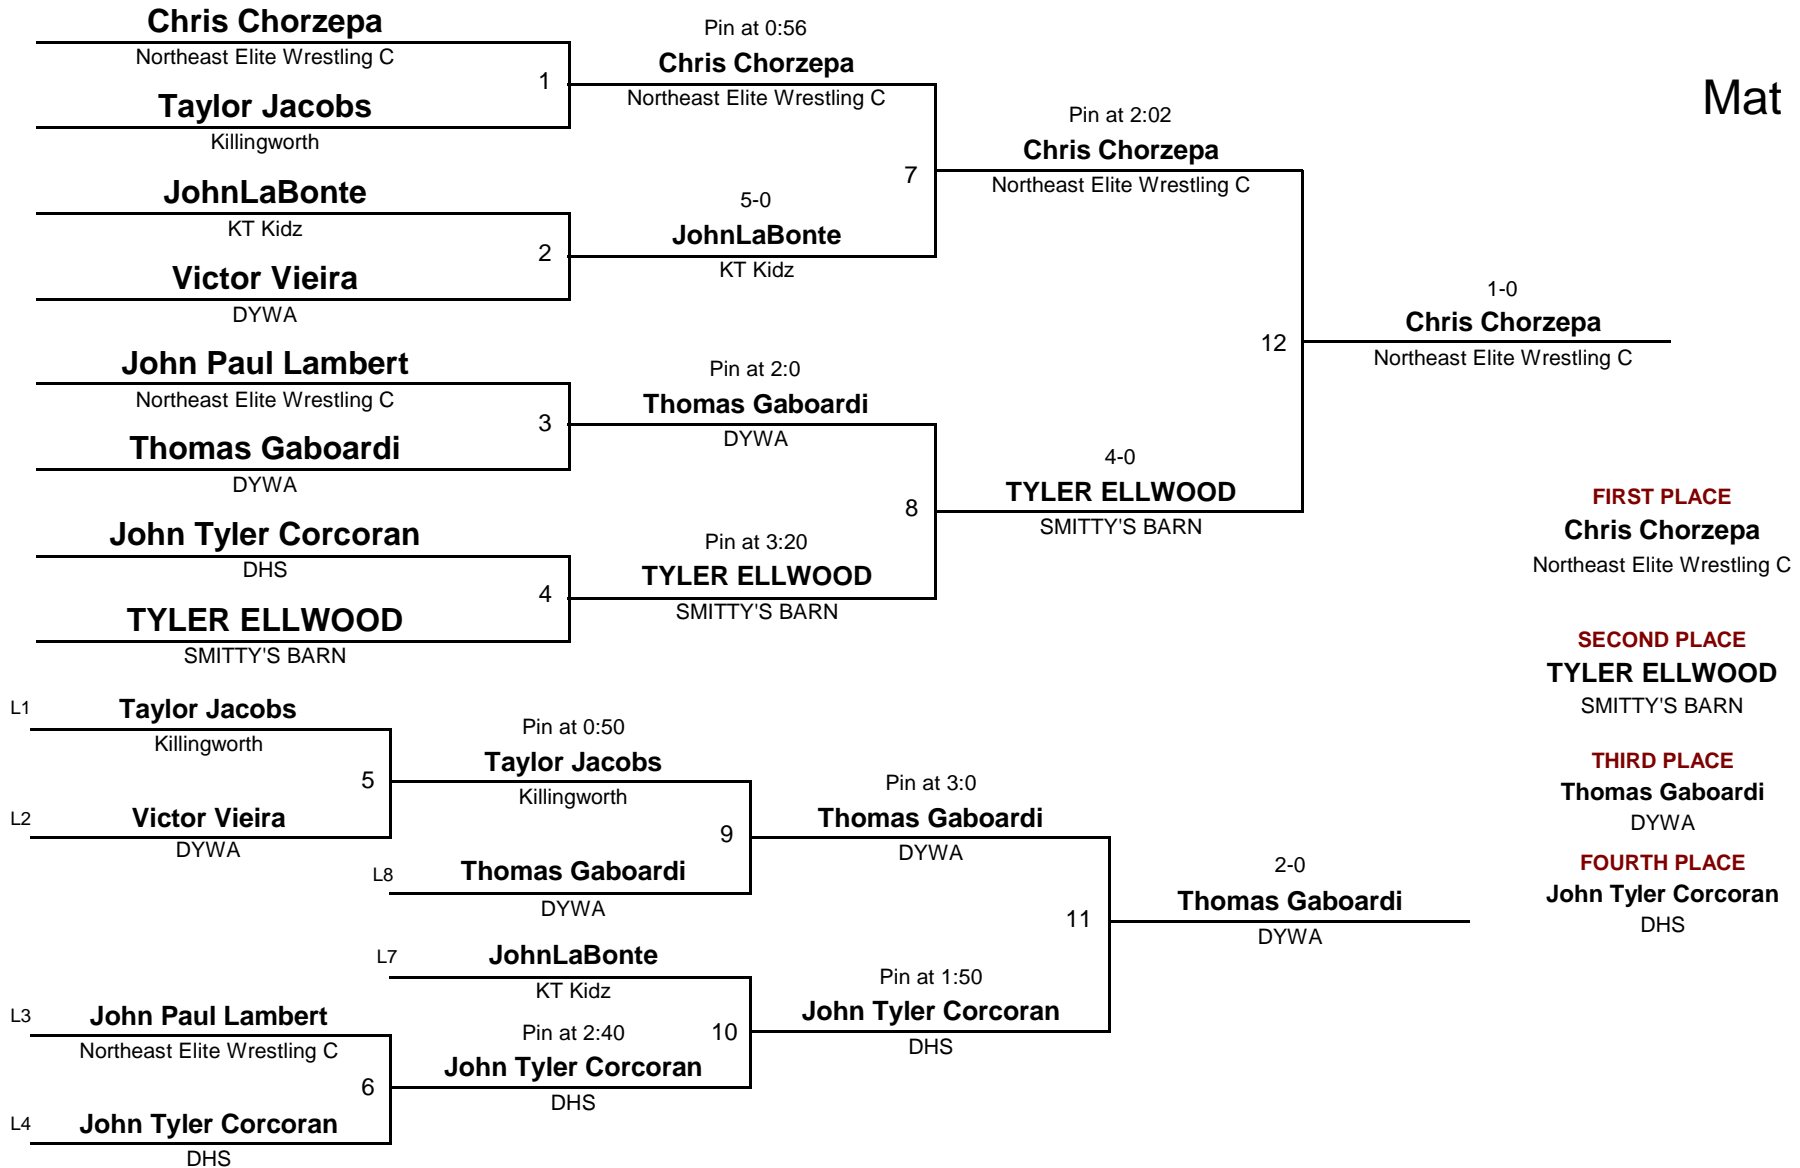 Chris Chorzepa
Northeast Elite Wrestling C
1
Taylor Jacobs
Killingworth
JohnLaBonte
KT Kidz
2
Victor Vieira
DYWA
John Paul Lambert
Northeast Elite Wrestling C
3
Thomas Gaboardi
DYWA
John Tyler Corcoran
DHS
4
TYLER ELLWOOD
SMITTY'S BARN
Pin at 0:56
Chris Chorzepa
Northeast Elite Wrestling C
7
5-0
JohnLaBonte
KT Kidz
Pin at 2:0
Thomas Gaboardi
DYWA
8
Pin at 3:20
TYLER ELLWOOD
SMITTY'S BARN
Pin at 2:02
Chris Chorzepa
Northeast Elite Wrestling C
12
4-0
TYLER ELLWOOD
SMITTY'S BARN
1-0
Chris Chorzepa
Northeast Elite Wrestling C
Mat
FIRST PLACE
Chris Chorzepa
Northeast Elite Wrestling C
SECOND PLACE
TYLER ELLWOOD
SMITTY'S BARN
THIRD PLACE
Thomas Gaboardi
DYWA
FOURTH PLACE
John Tyler Corcoran
DHS
L1 Taylor Jacobs
Killingworth
5
L2 Victor Vieira
DYWA
L3 John Paul Lambert
Northeast Elite Wrestling C
6
L4 John Tyler Corcoran
DHS
Pin at 0:50
Taylor Jacobs
Killingworth
9
L8 Thomas Gaboardi
DYWA
L7 JohnLaBonte
KT Kidz
10
Pin at 2:40
John Tyler Corcoran
DHS
Pin at 3:0
Thomas Gaboardi
DYWA
11
Pin at 1:50
John Tyler Corcoran
DHS
2-0
Thomas Gaboardi
DYWA